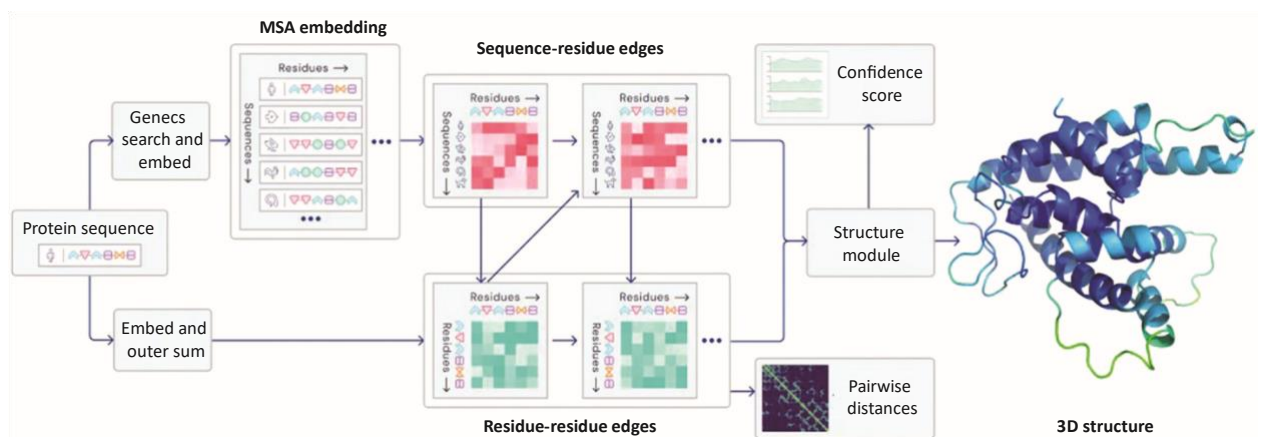 MSA embedding
Residues →
Sequences →
•••
•••
Genecs
search and
embed
Protein sequence
Embed and
outer sum
Sequence-residue edges
Residues →
Sequences →
Residues →
Sequences →
•••
Residues →
Residues →
Residues →
Residues →
•••
Residue-residue edges
Confidence
score
Structure
module
Pairwise
distances
3D structure